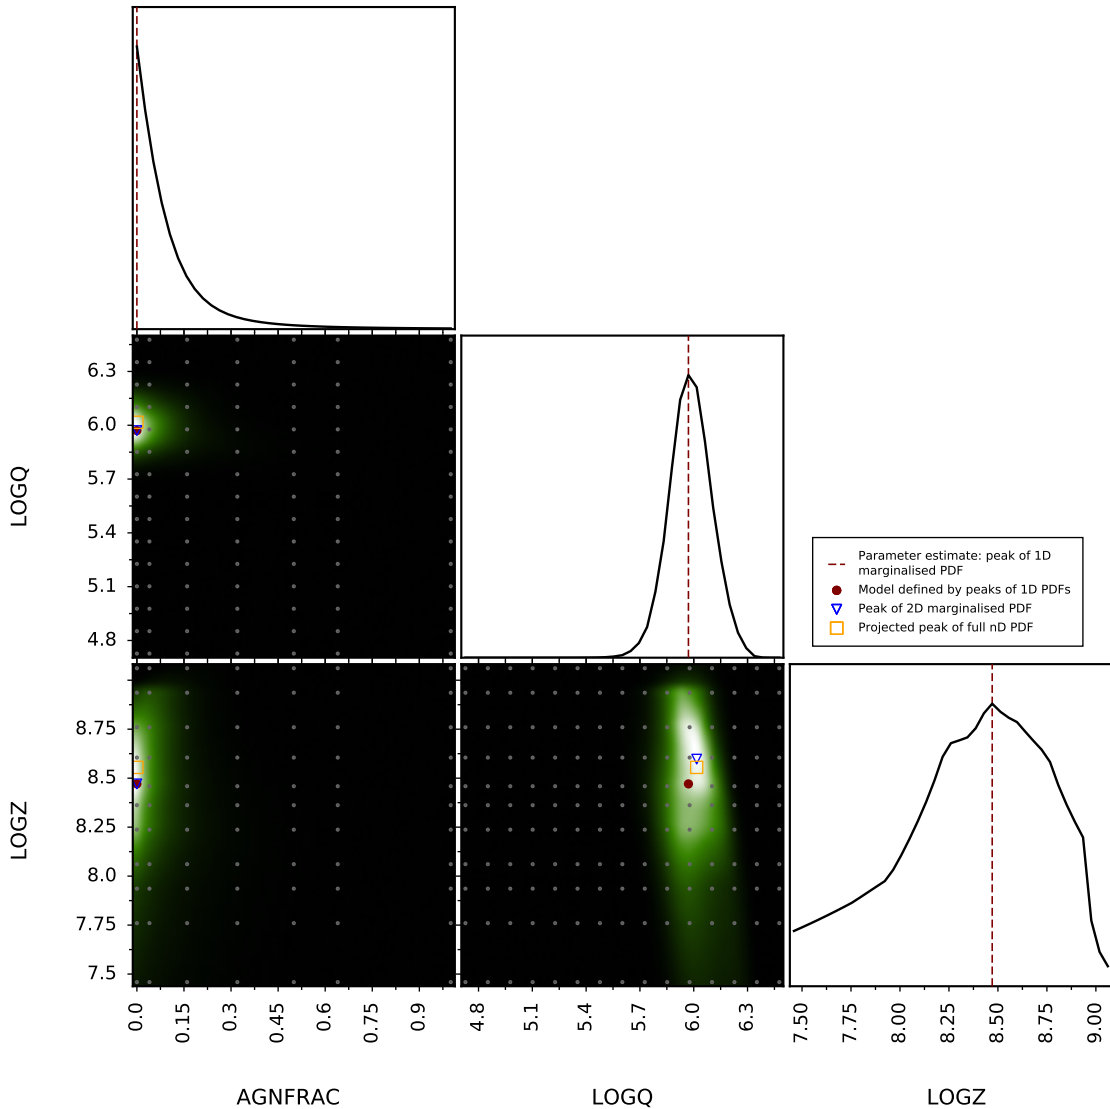 LOGQ
6.3
6.0
5.7
5.4
5.1
4.8
Parameter estimate: peak of 1D
marginalised PDF
Model defined by peaks of 1D PDFs
Peak of 2D marginalised PDF
Projected peak of full nD PDF
LOGZ
8.75
8.5
8.25
8.0
7.75
7.5
0.0 0.15 0.3 0.45 0.6 0.75 0.9
4.8 5.1 5.4 5.7 6.0 6.3
7.50 7.75 8.00 8.25 8.50 8.75 9.00
AGNFRAC LOGQ LOGZ